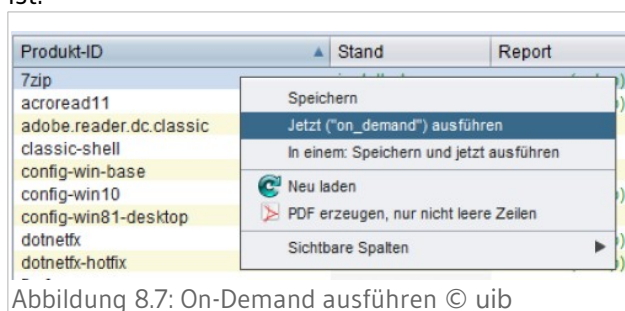 ist.
Produkt-ID Stand Report
7zip
acroread11 Speichern
adobe.reader.dc.classic Jetzt ("on_demand") ausführen
classic-shell In einem: Speichern und jetzt ausführen
config-win-base
config-win10 Neu laden
config-win81-desktop PDF erzeugen, nur nicht leere Zeilen
dotnetfx
dotnetfx-hotfix Sichtbare Spalten
Abbildung 8.7: On-Demand ausführen © uib